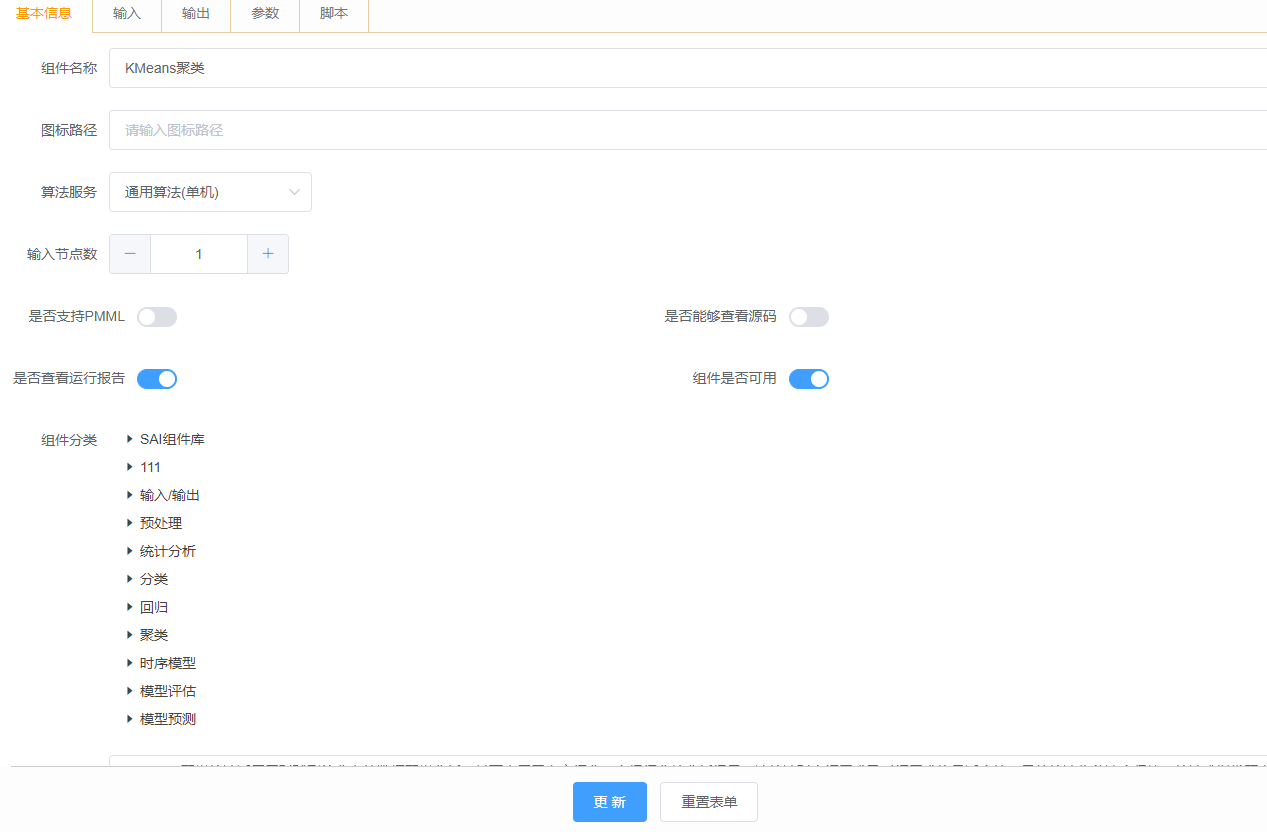 基本信息 输入 输出 参数 脚本
组件名称 KMeans聚类
图标路径 请输入图标路径
算法服务 通用算法(单机)
输入节点数 − 1 +
是否支持PMML 是否能够查看源码
是否查看运行报告 组件是否可用
组件分类 SAI组件库
111
输入/输出
预处理
统计分析
分类
回归
聚类
时序模型
模型评估
模型预测
更新 重置表单